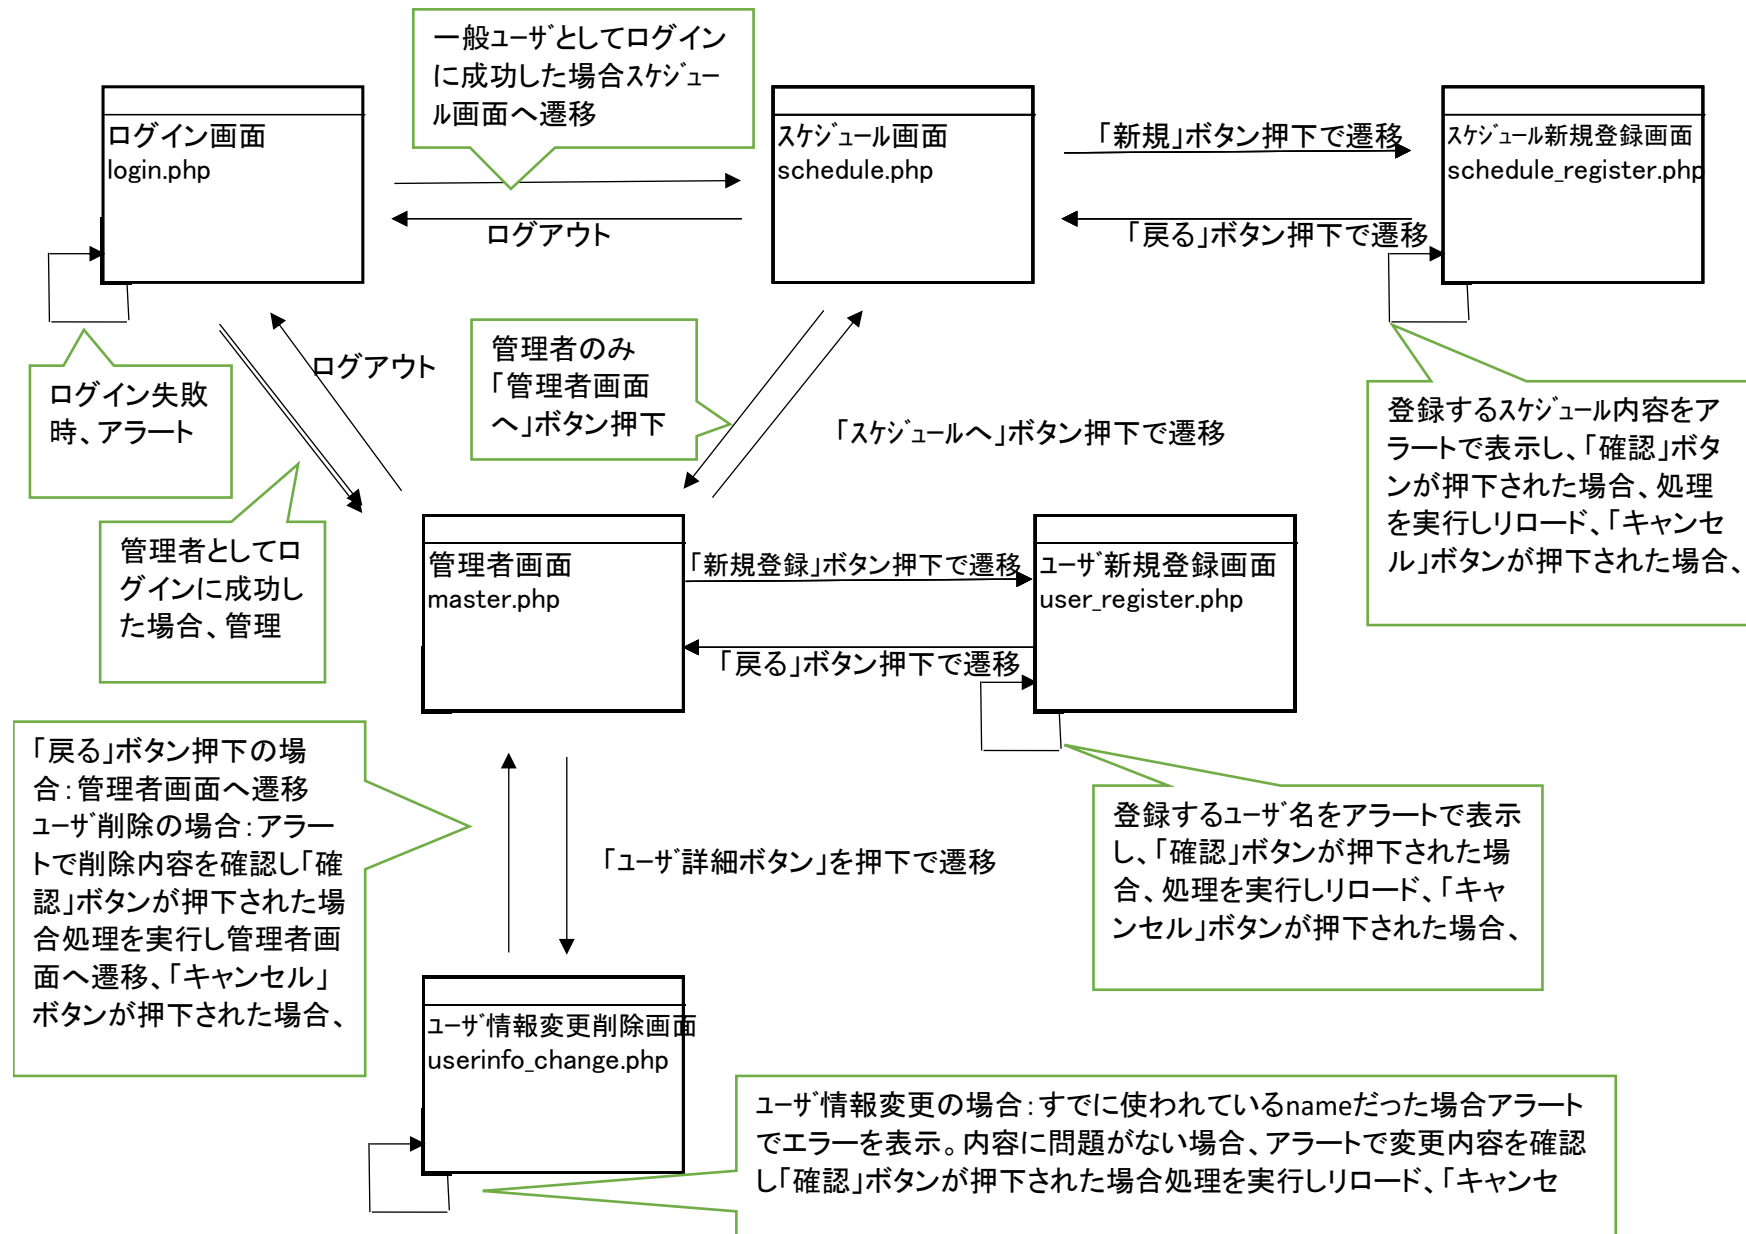 一般ﾕｰｻﾞとしてログイン
に成功した場合ｽｹｼﾞｭｰ
ﾙ画面へ遷移
ログイン画面
login.php
ｽｹｼﾞｭｰﾙ画面
schedule.php
「新規」ボタン押下で遷移
ｽｹｼﾞｭｰﾙ新規登録画面
schedule_register.php
ログアウト
「戻る」ボタン押下で遷移
ログアウト
管理者のみ
「管理者画面
へ」ボタン押下
「ｽｹｼﾞｭｰﾙへ」ボタン押下で遷移
ログイン失敗
時、アラート
登録するｽｹｼﾞｭｰﾙ内容をア
ラートで表示し、「確認」ボタ
ンが押下された場合、処理
を実行しリロード、「キャンセ
ル」ボタンが押下された場合、
管理者としてロ
グインに成功し
た場合、管理
管理者画面
master.php
「新規登録」ボタン押下で遷移
ﾕｰｻﾞ新規登録画面
user_register.php
「戻る」ボタン押下で遷移
「戻る」ボタン押下の場
合：管理者画面へ遷移
ﾕｰｻﾞ削除の場合：アラー
トで削除内容を確認し「確
認」ボタンが押下された場
合処理を実行し管理者画
面へ遷移、「キャンセル」
ボタンが押下された場合、
「ﾕｰｻﾞ詳細ボタン」を押下で遷移
登録するﾕｰｻﾞ名をアラートで表示
し、「確認」ボタンが押下された場
合、処理を実行しリロード、「キャ
ンセル」ボタンが押下された場合、
ﾕｰｻﾞ情報変更削除画面
userinfo_change.php
ﾕｰｻﾞ情報変更の場合：すでに使われているnameだった場合アラート
でエラーを表示。内容に問題がない場合、アラートで変更内容を確認
し「確認」ボタンが押下された場合処理を実行しリロード、「キャンセ